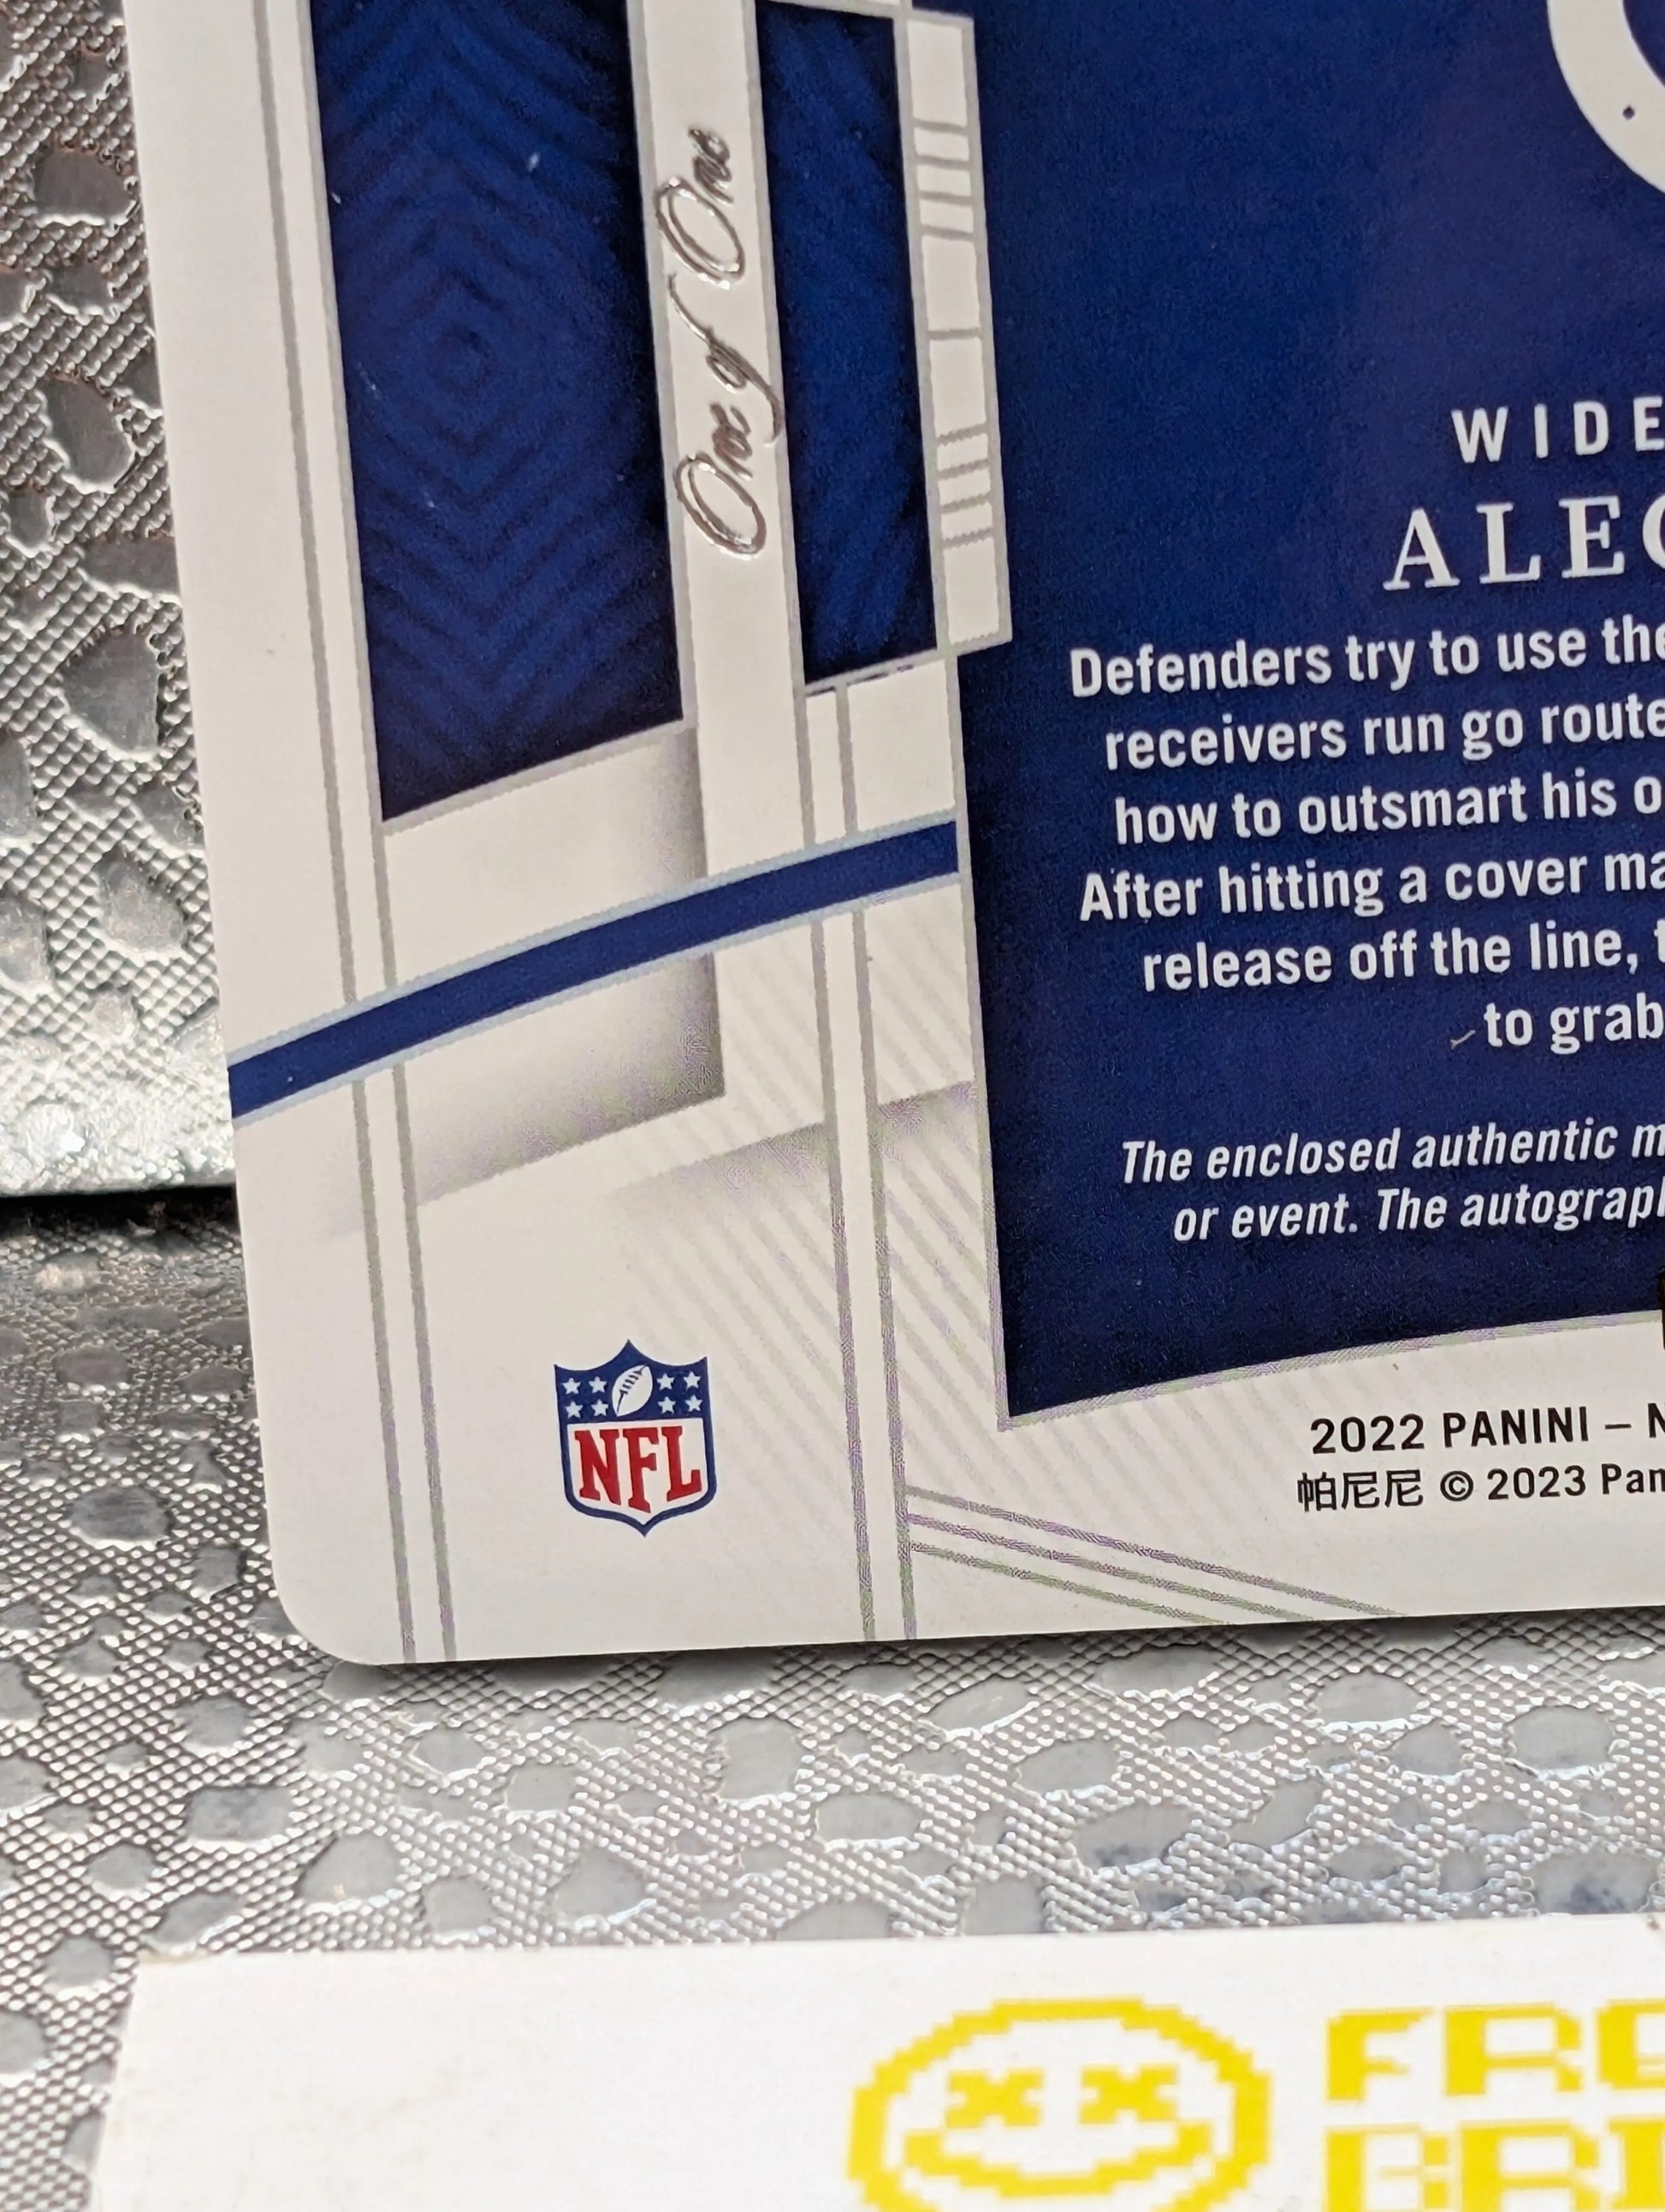 One of One
WIDE
ALEC
Defenders try to use the
receivers run go route
how to outsmart his o
After hitting a cover ma
release off the line, t
to grab
The enclosed authentic m
or event. The autograph
NFL
2022 PANINI – N
帕尼尼 © 2023 Pan